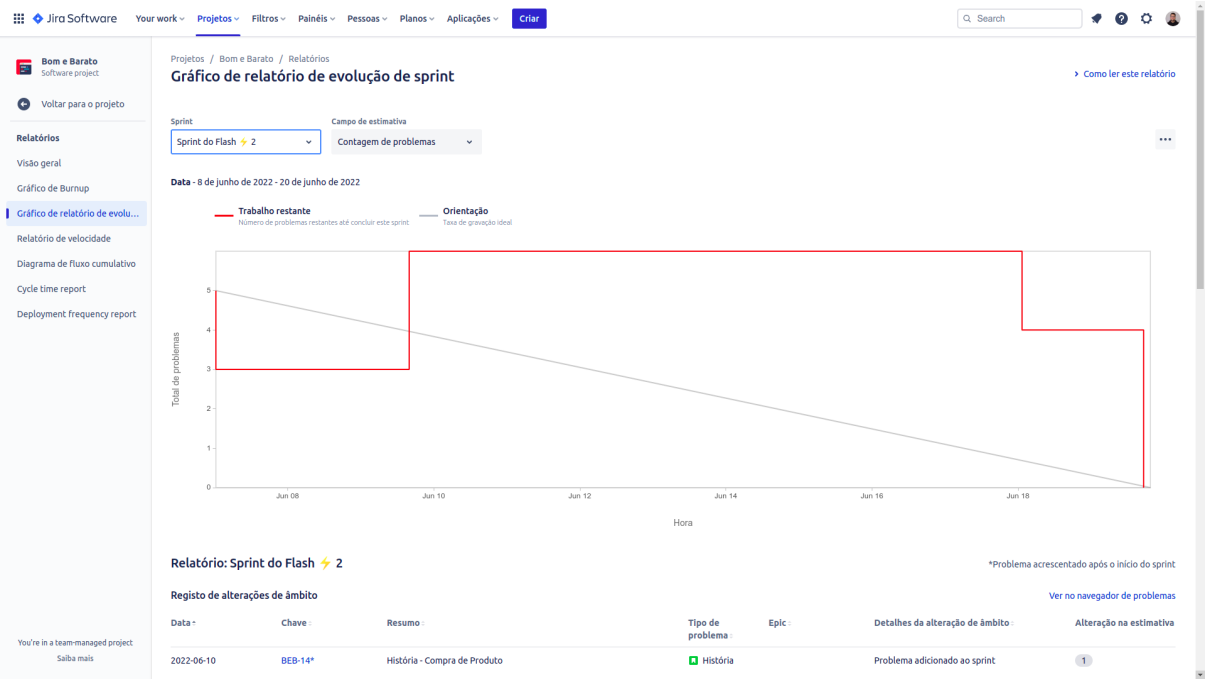 Jira Software
Your work
Projetos
Filtros
Painéis
Pessoas
Planos
Aplicações
Criar
Search
Bom e Barato
Software project
Voltar para o projeto
Relatórios
Visão geral
Gráfico de Burnup
Gráfico de relatório de evolu...
Relatório de velocidade
Diagrama de fluxo cumulativo
Cycle time report
Deployment frequency report
You're in a team-managed project
Saiba mais
Projetos / Bom e Barato / Relatórios
Gráfico de relatório de evolução de sprint
Como ler este relatório
Sprint
Campo de estimativa
Sprint do Flash ⚡ 2
Contagem de problemas
Data - 8 de junho de 2022 - 20 de junho de 2022
Trabalho restante
Número de problemas restantes até concluir este sprint
Orientação
Taxa de gravação ideal
Total de problemas
5
4
3
2
1
0
Jun 08
Jun 10
Jun 12
Jun 14
Jun 16
Jun 18
Hora
Relatório: Sprint do Flash ⚡ 2
*Problema acrescentado após o início do sprint
Registo de alterações de âmbito
Ver no navegador de problemas
Data
Chave
Resumo
Tipo de
problema
Epic
Detalhes da alteração de âmbito
Alteração na estimativa
2022-06-10
BEB-14*
História - Compra de Produto
História
Problema adicionado ao sprint
1